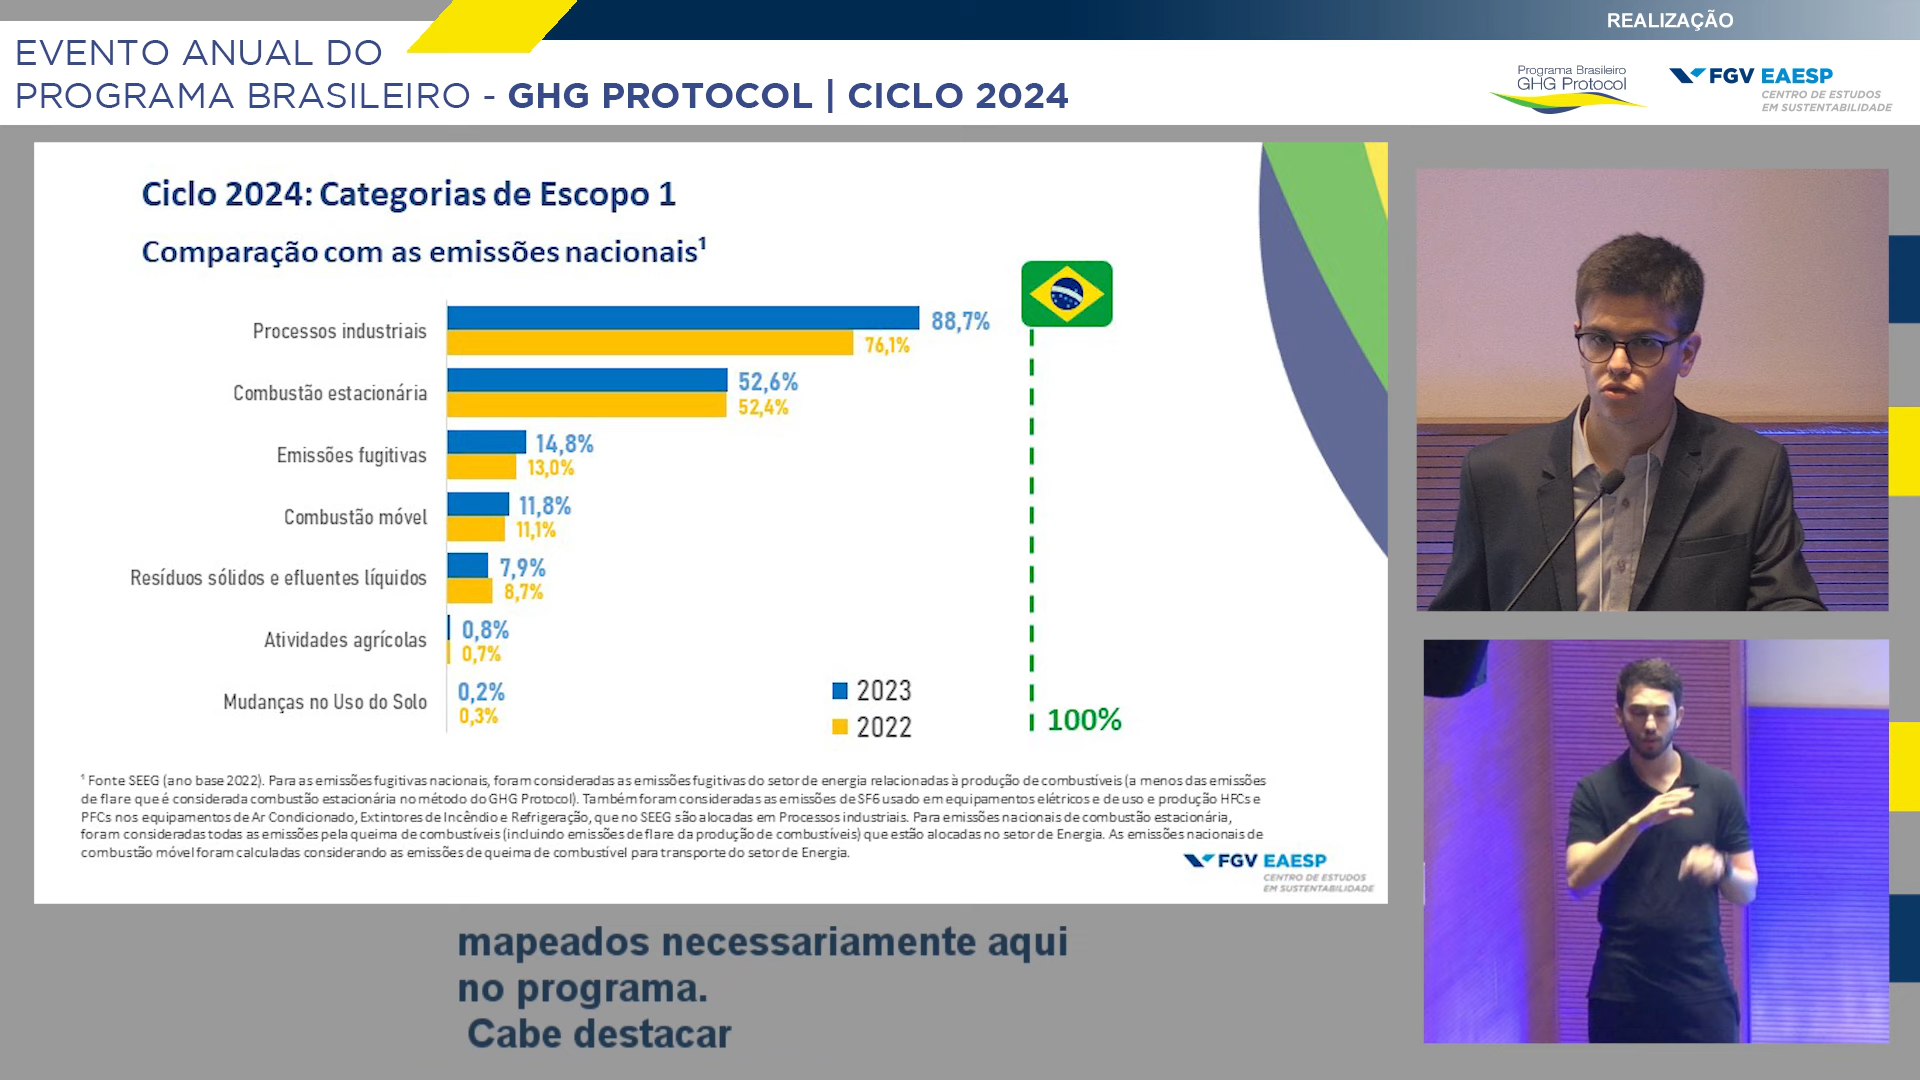 REALIZAÇÃO
EVENTO ANUAL DO
PROGRAMA BRASILEIRO - GHG PROTOCOL | CICLO 2024
Programa Brasileiro
GHG Protocol
FGV EAESP
CENTRO DE ESTUDOS
EM SUSTENTABILIDADE
Ciclo 2024: Categorias de Escopo 1
Comparação com as emissões nacionais¹
Processos industriais
88,7%
76,1%
Combustão estacionária
52,6%
52,4%
Emissões fugitivas
14,8%
13,0%
Combustão móvel
11,8%
11,1%
Resíduos sólidos e efluentes líquidos
7,9%
8,7%
Atividades agrícolas
0,8%
0,7%
Mudanças no Uso do Solo
0,2%
0,3%
2023
2022
100%
¹ Fonte SEEG (ano base 2022). Para as emissões fugitivas nacionais, foram consideradas as emissões fugitivas do setor de energia relacionadas à produção de combustíveis (a menos das emissões
de flare que é considerada combustão estacionária no método do GHG Protocol). Também foram consideradas as emissões de SF6 usado em equipamentos elétricos e de uso e produção HFCs e
PFCs nos equipamentos de Ar Condicionado, Extintores de Incêndio e Refrigeração, que no SEEG são alocadas em Processos industriais. Para emissões nacionais de combustão estacionária,
foram consideradas todas as emissões pela queima de combustíveis (incluindo emissões de flare da produção de combustíveis) que estão alocadas no setor de Energia. As emissões nacionais de
combustão móvel foram calculadas considerando as emissões de queima de combustível para transporte do setor de Energia.
FGV EAESP
CENTRO DE ESTUDOS
EM SUSTENTABILIDADE
mapeados necessariamente aqui
no programa.
Cabe destacar